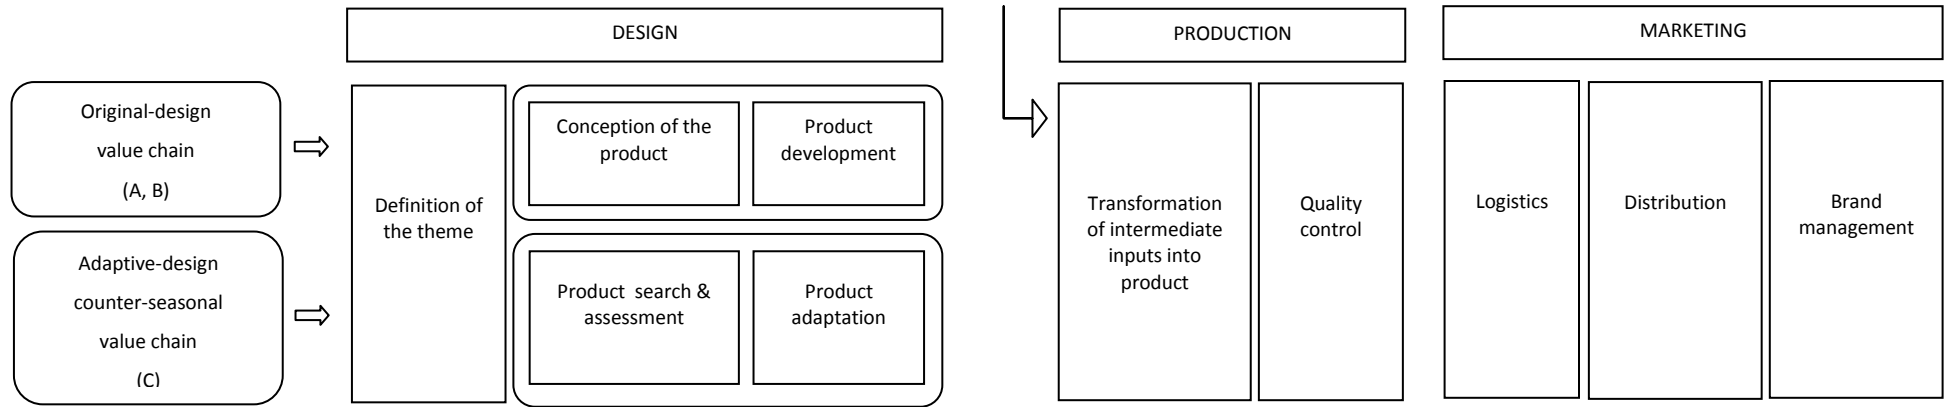 DESIGN
PRODUCTION
MARKETING
Original-design
value chain
(A, B)
Adaptive-design
counter-seasonal
value chain
(C)
Definition of
the theme
Conception of the
product
Product
development
Product search &
assessment
Product
adaptation
Transformation
of intermediate
inputs into
product
Quality
control
Logistics
Distribution
Brand
management